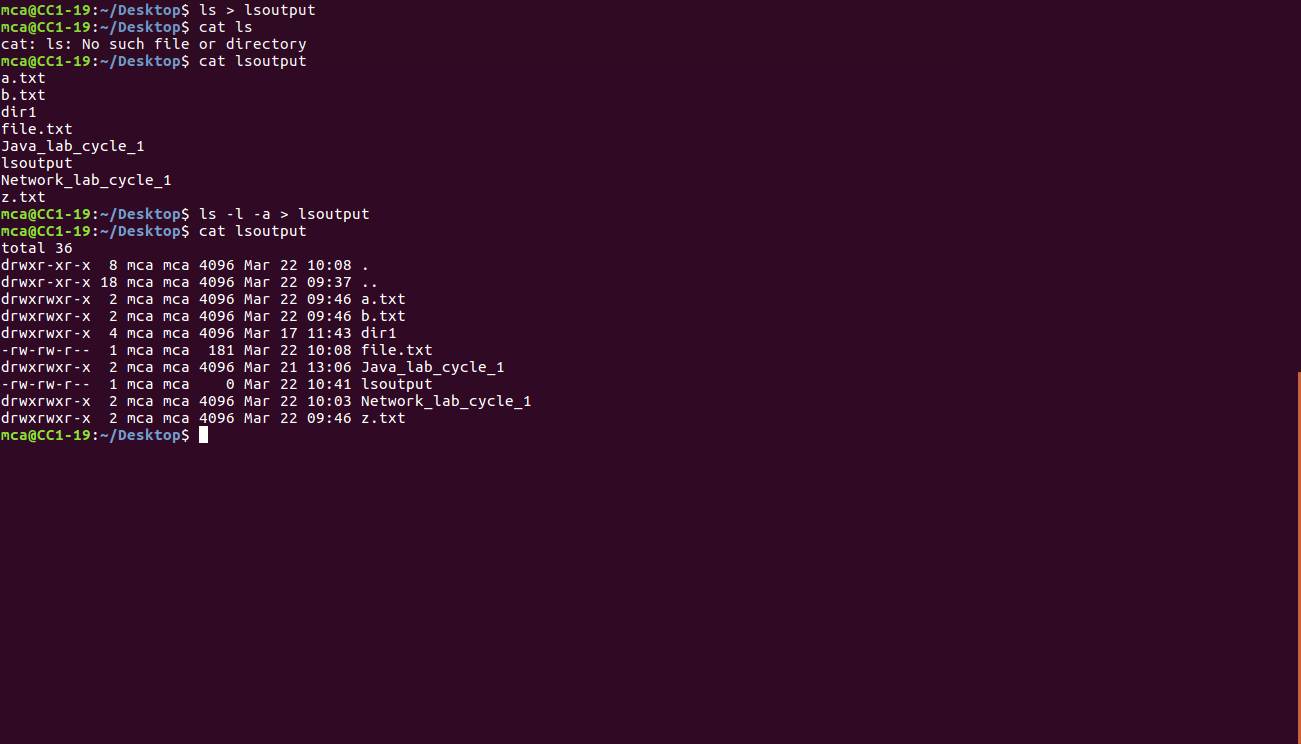 mca@CC1-19:~/Desktop$ ls > lsoutput
mca@CC1-19:~/Desktop$ cat ls
cat: ls: No such file or directory
mca@CC1-19:~/Desktop$ cat lsoutput
a.txt
b.txt
dir1
file.txt
Java_lab_cycle_1
lsoutput
Network_lab_cycle_1
z.txt
mca@CC1-19:~/Desktop$ ls -l -a > lsoutput
mca@CC1-19:~/Desktop$ cat lsoutput
total 36
drwxr-xr-x  8 mca mca 4096 Mar 22 10:08 .
drwxr-xr-x 18 mca mca 4096 Mar 22 09:37 ..
drwxrwxr-x  2 mca mca 4096 Mar 22 09:46 a.txt
drwxrwxr-x  2 mca mca 4096 Mar 22 09:46 b.txt
drwxrwxr-x  4 mca mca 4096 Mar 17 11:43 dir1
-rw-rw-r--  1 mca mca  181 Mar 22 10:08 file.txt
drwxrwxr-x  2 mca mca 4096 Mar 21 13:06 Java_lab_cycle_1
-rw-rw-r--  1 mca mca    0 Mar 22 10:41 lsoutput
drwxrwxr-x  2 mca mca 4096 Mar 22 10:03 Network_lab_cycle_1
drwxrwxr-x  2 mca mca 4096 Mar 22 09:46 z.txt
mca@CC1-19:~/Desktop$